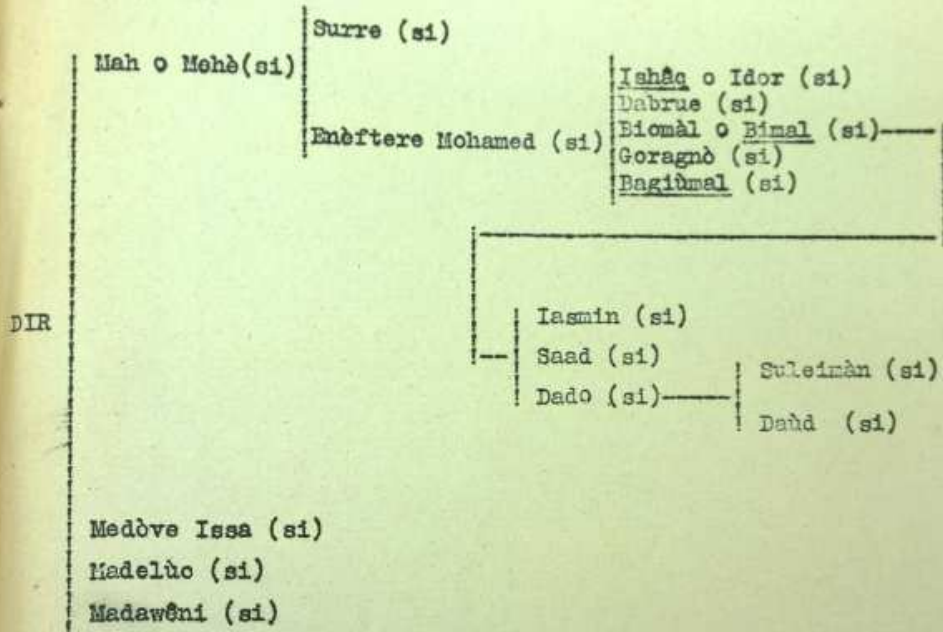 Surre (si)
Mah o Mohè(si)
Ishâq o Idor (si)
Dabrue (si)
Enèftere Mohamed (si)
Biomàl o Bimal (si)
Goragnò (si)
Bagiùmal (si)
DIR
Iasmin (si)
Saad (si)
Suleimàn (si)
Dado (si)
Daùd (si)
Medòve Issa (si)
Madelùo (si)
Madawêni (si)